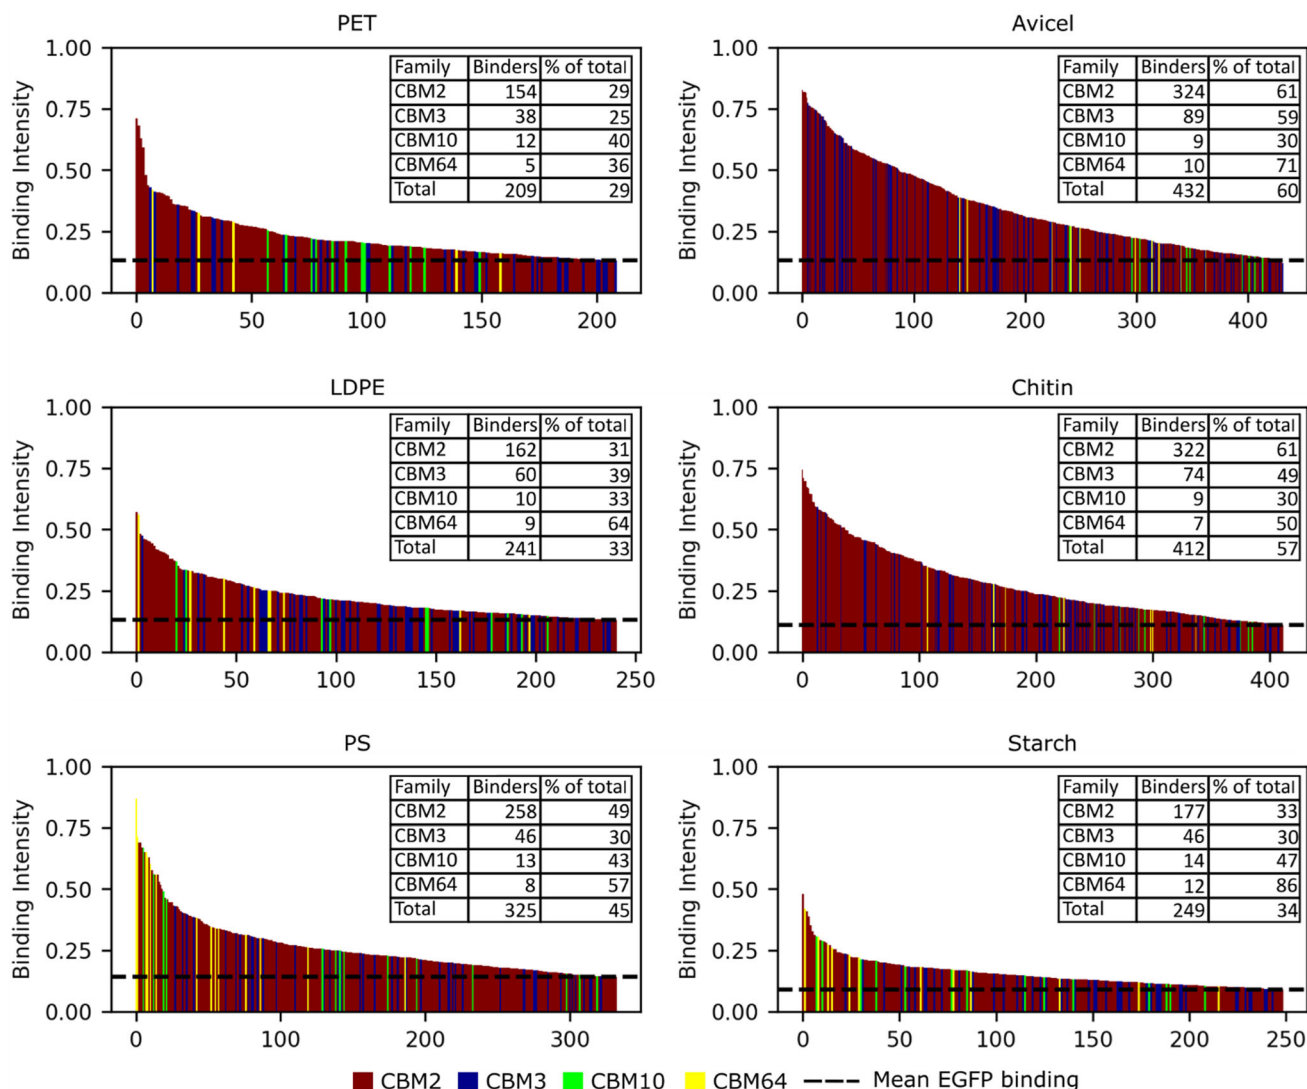 PET
1.00
0.75
0.50
0.25
0.00
Binding Intensity
Family Binders % of total
CBM2 154 29
CBM3 38 25
CBM10 12 40
CBM64 5 36
Total 209 29
0 50 100 150 200
Avicel
1.00
0.75
0.50
0.25
0.00
Binding Intensity
Family Binders % of total
CBM2 324 61
CBM3 89 59
CBM10 9 30
CBM64 10 71
Total 432 60
0 100 200 300 400
LDPE
1.00
0.75
0.50
0.25
0.00
Binding Intensity
Family Binders % of total
CBM2 162 31
CBM3 60 39
CBM10 10 33
CBM64 9 64
Total 241 33
0 50 100 150 200 250
Chitin
1.00
0.75
0.50
0.25
0.00
Binding Intensity
Family Binders % of total
CBM2 322 61
CBM3 74 49
CBM10 9 30
CBM64 7 50
Total 412 57
0 100 200 300 400
PS
1.00
0.75
0.50
0.25
0.00
Binding Intensity
Family Binders % of total
CBM2 258 49
CBM3 46 30
CBM10 13 43
CBM64 8 57
Total 325 45
0 100 200 300
Starch
1.00
0.75
0.50
0.25
0.00
Binding Intensity
Family Binders % of total
CBM2 177 33
CBM3 46 30
CBM10 14 47
CBM64 12 86
Total 249 34
0 50 100 150 200 250
CBM2 CBM3 CBM10 CBM64 Mean EGFP binding